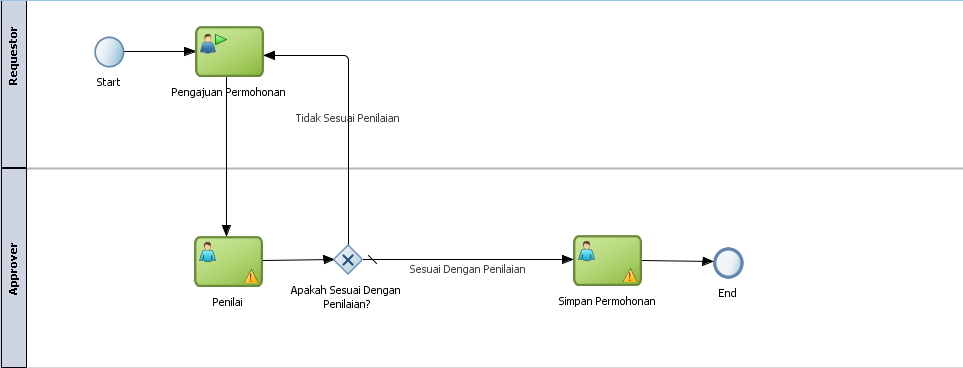 Requestor
Start
Pengajuan Permohonan
Tidak Sesuai Penilaian
Approver
Penilai
Apakah Sesuai Dengan
Penilaian?
Sesuai Dengan Penilaian
Simpan Permohonan
End